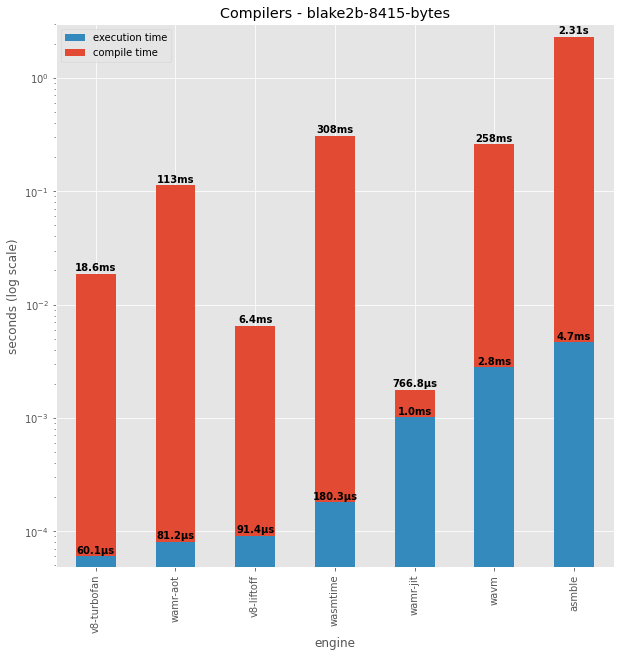 Compilers - blake2b-8415-bytes
execution time
compile time
2.31s
308ms
258ms
113ms
18.6ms
6.4ms
766.8µs
1.0ms
2.8ms
4.7ms
180.3µs
60.1µs
81.2µs
91.4µs
10⁰
10⁻¹
10⁻²
10⁻³
10⁻⁴
seconds (log scale)
v8-turbofan
wamr-aot
v8-liftoff
wasmtime
wamr-jit
wavm
asmble
engine